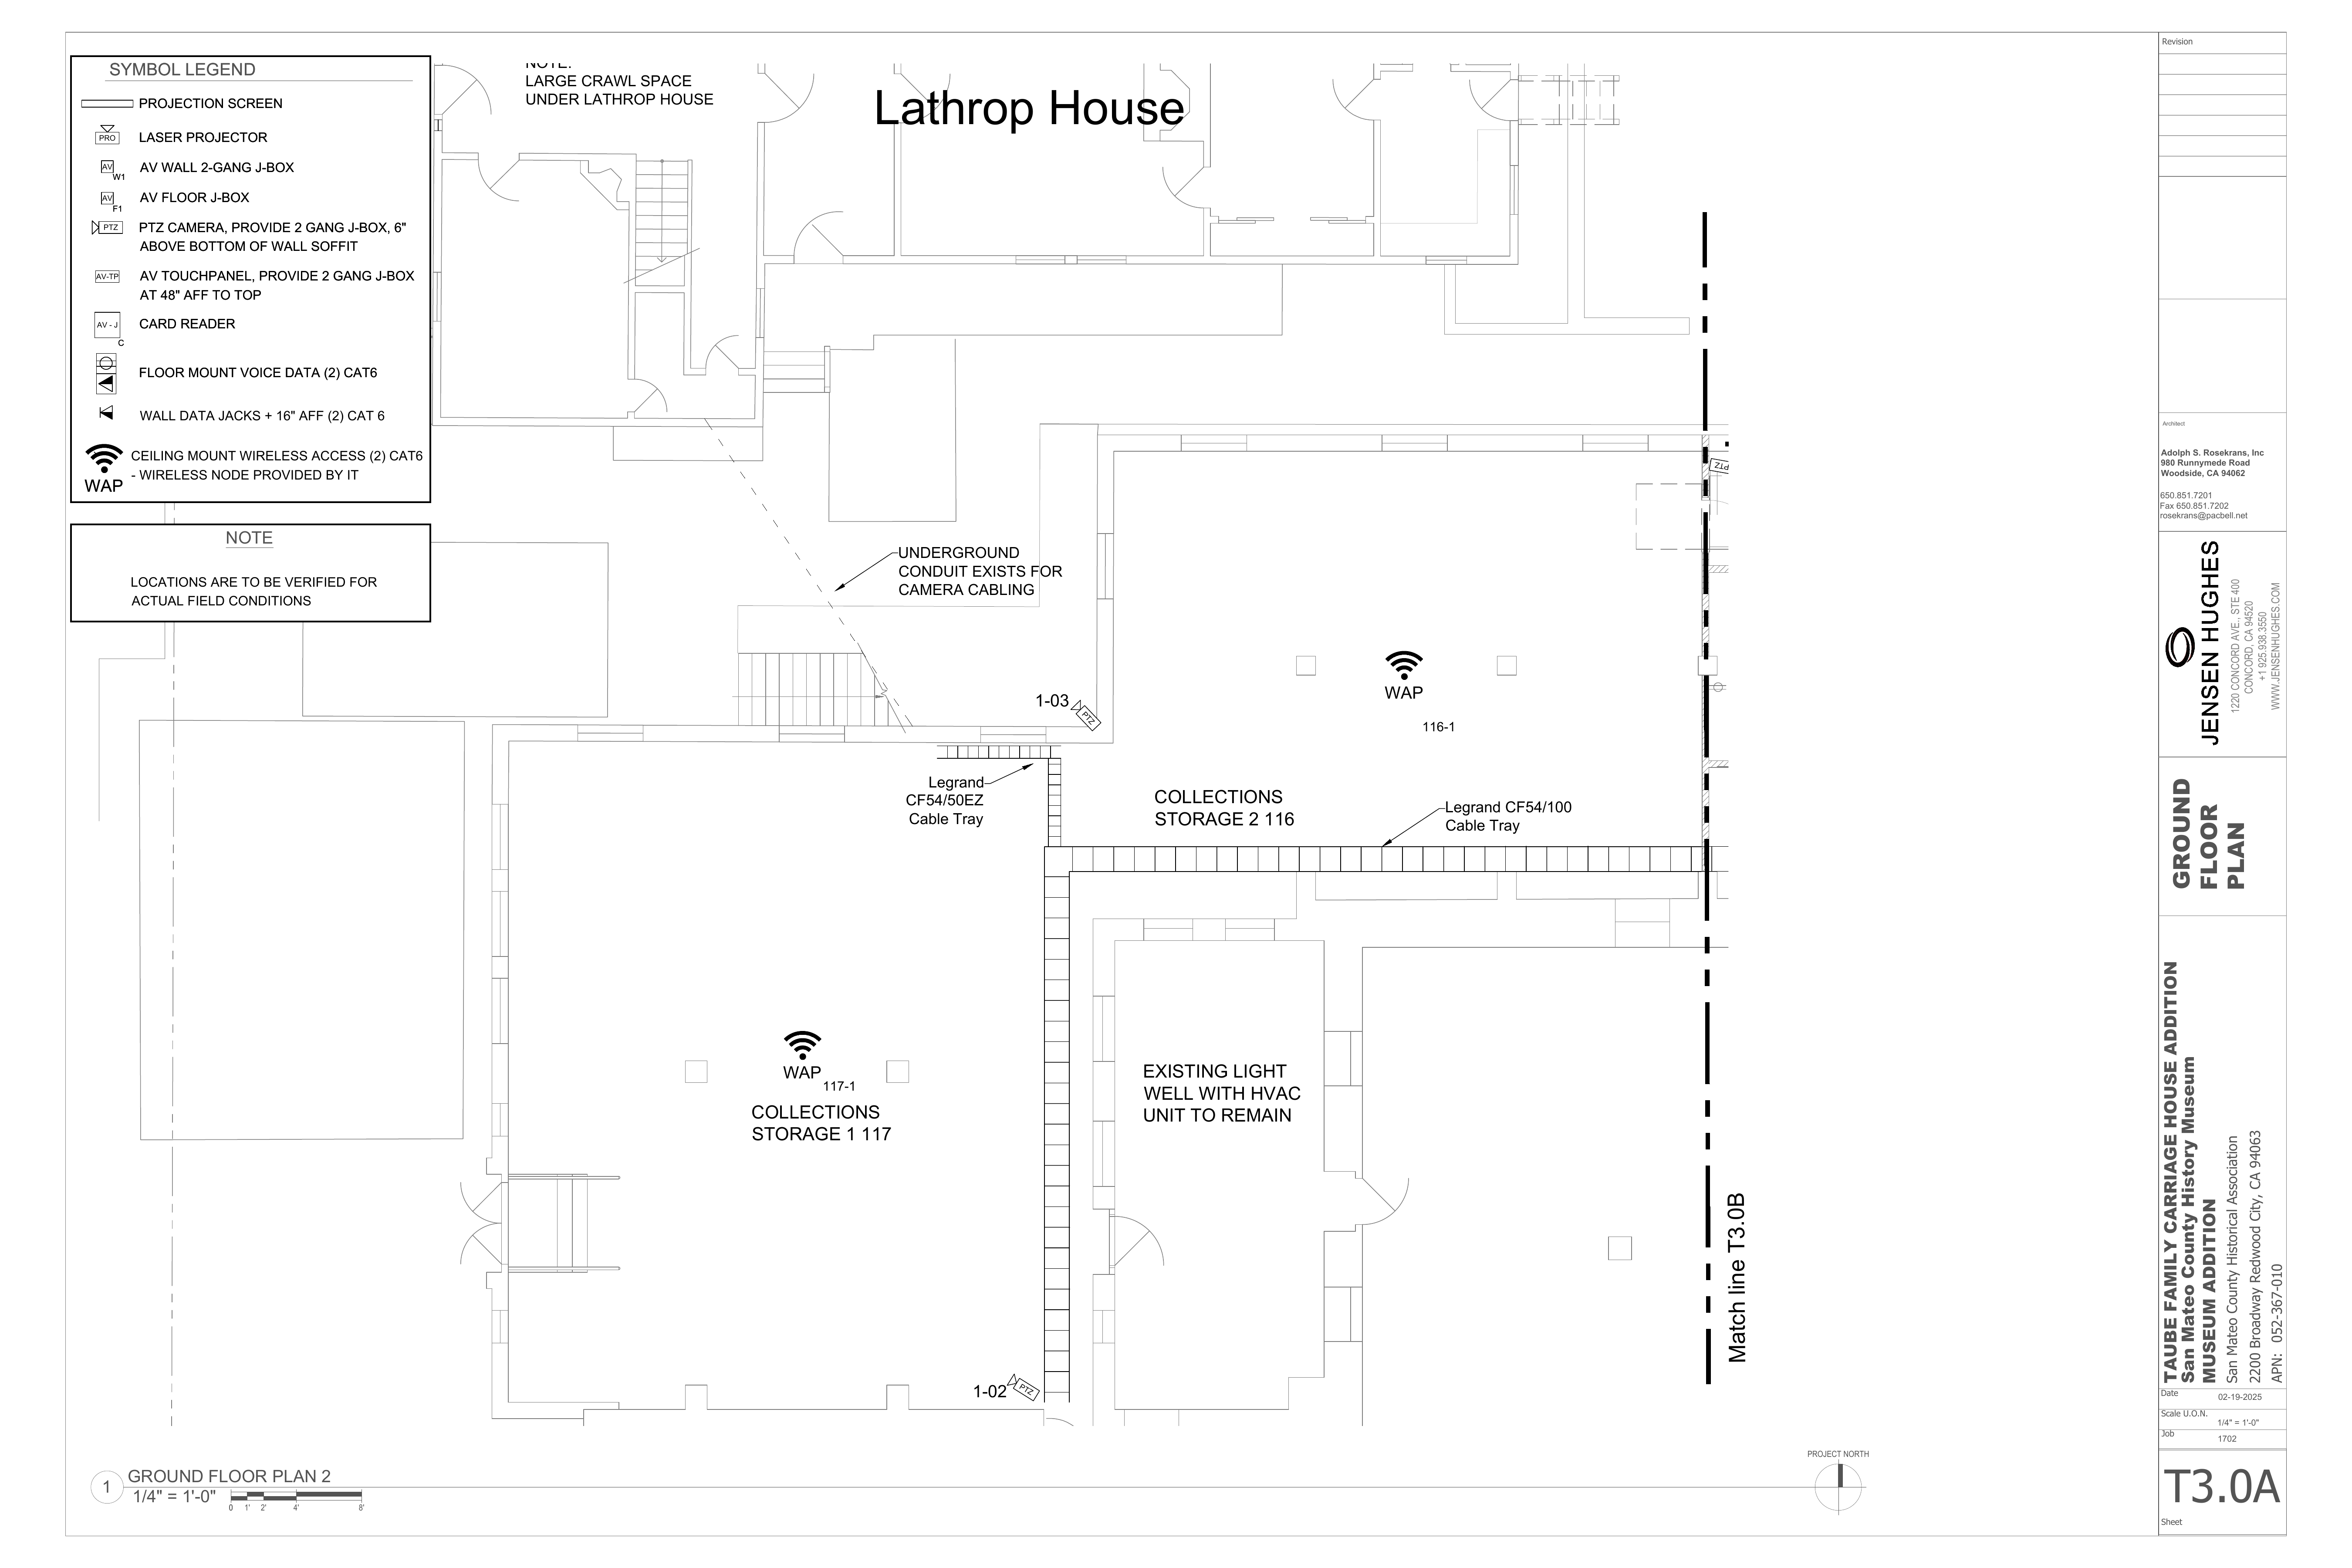 SYMBOL LEGEND
PROJECTION SCREEN
PRO
LASER PROJECTOR
AV
W1
AV WALL 2-GANG J-BOX
AV
F1
AV FLOOR J-BOX
PTZ
PTZ CAMERA, PROVIDE 2 GANG J-BOX, 6"
ABOVE BOTTOM OF WALL SOFFIT
AV-TP
AV TOUCHPANEL, PROVIDE 2 GANG J-BOX
AT 48" AFF TO TOP
AV - J
C
CARD READER
FLOOR MOUNT VOICE DATA (2) CAT6
WALL DATA JACKS + 16" AFF (2) CAT 6
WAP
CEILING MOUNT WIRELESS ACCESS (2) CAT6
- WIRELESS NODE PROVIDED BY IT
NOTE
LOCATIONS ARE TO BE VERIFIED FOR
ACTUAL FIELD CONDITIONS
NOTE:
LARGE CRAWL SPACE
UNDER LATHROP HOUSE
Lathrop House
UNDERGROUND
CONDUIT EXISTS FOR
CAMERA CABLING
PTZ
1-03
PTZ
WAP
116-1
Legrand
CF54/50EZ
Cable Tray
COLLECTIONS
STORAGE 2 116
Legrand CF54/100
Cable Tray
WAP
117-1
COLLECTIONS
STORAGE 1 117
EXISTING LIGHT
WELL WITH HVAC
UNIT TO REMAIN
1-02
PTZ
Match line T3.0B
1
GROUND FLOOR PLAN 2
1/4" = 1'-0"
0 1' 2' 4' 8'
PROJECT NORTH
Revision
Architect
Adolph S. Rosekrans, Inc
980 Runnymede Road
Woodside, CA 94062
650.851.7201
Fax 650.851.7202
rosekrans@pacbell.net
JENSEN HUGHES
1220 CONCORD AVE., STE 400
CONCORD, CA 94520
+1 925.938.3550
WWW.JENSENHUGHES.COM
GROUND
FLOOR
PLAN
TAUBE FAMILY CARRIAGE HOUSE ADDITION
San Mateo County History Museum
MUSEUM ADDITION
San Mateo County Historical Association
2200 Broadway Redwood City, CA 94063
APN: 052-367-010
Date
02-19-2025
Scale U.O.N.
1/4" = 1'-0"
Job
1702
T3.0A
Sheet